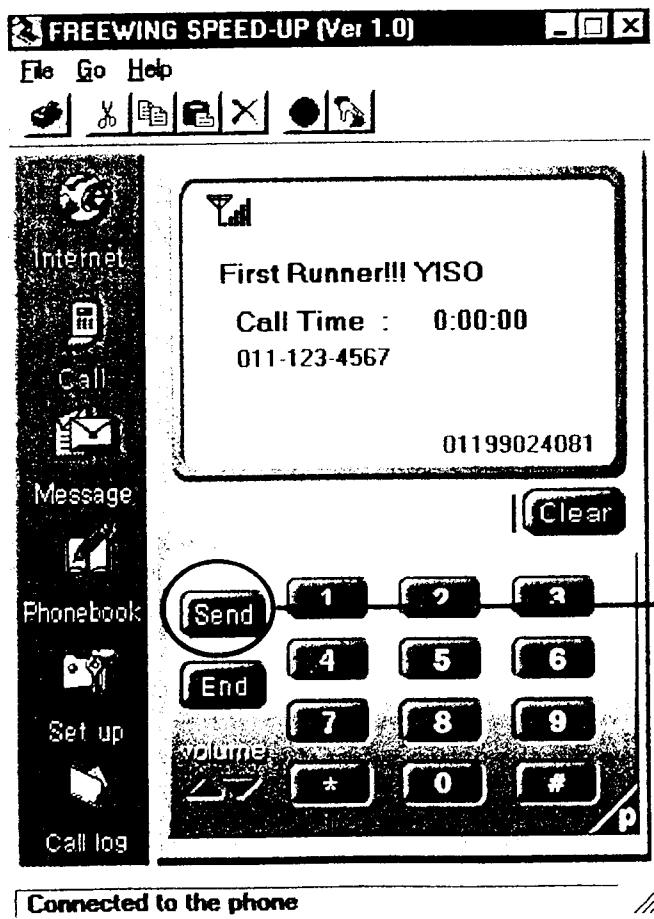 FREEWING SPEED-UP (Ver 1.0)
File Go Help
Internet
Call
Message
Phonebook
Set up
Call log
First Runner!!! YISO
Call Time : 0:00:00
011-123-4567
01199024081
Clear
Send 1 2 3
End 4 5 6
volume 7 8 9
* 0 #
p
Connected to the phone